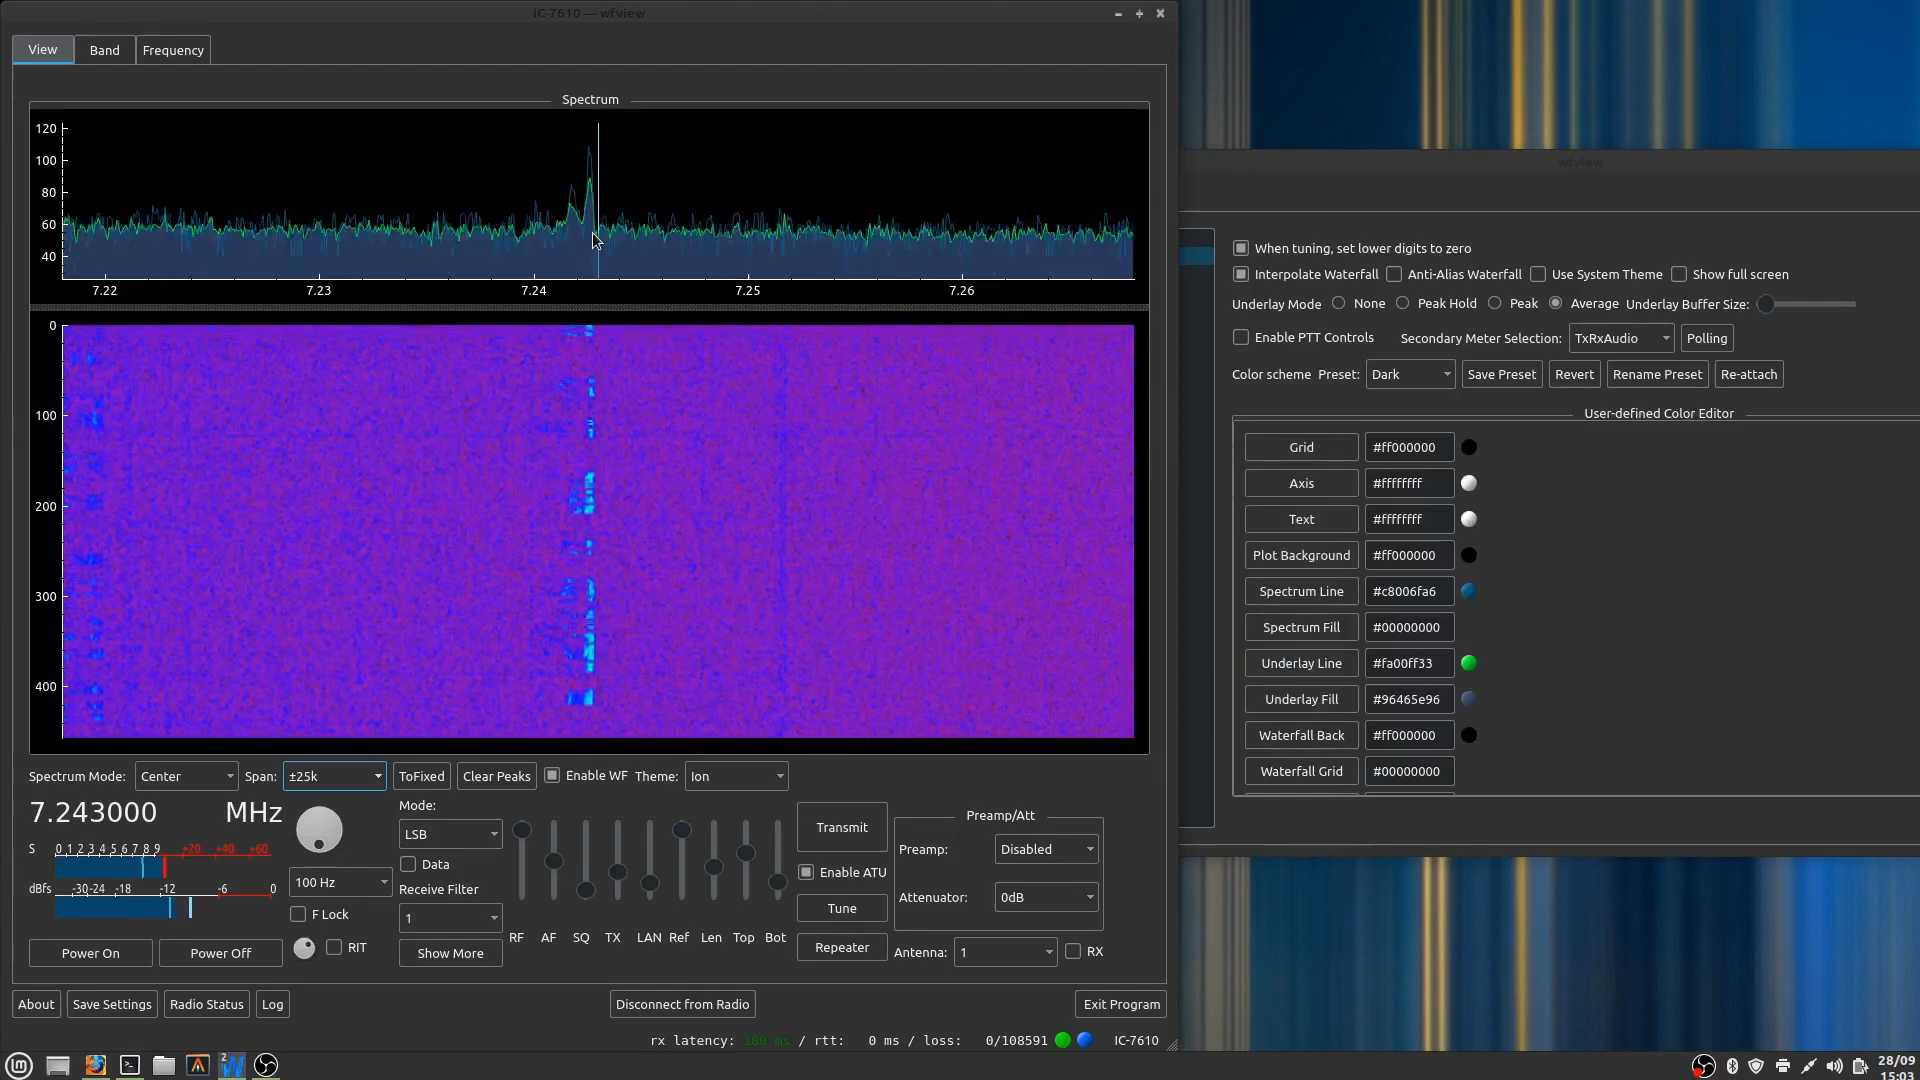 IC-7610 — wfview
View
Band
Frequency
Spectrum
120
100
80
60
40
7.22
7.23
7.24
7.25
7.26
0
100
200
300
400
Spectrum Mode: Center Span: ±25k ToFixed Clear Peaks Enable WF Theme: Ion
7.243000 MHz
S 0 1 2 3 4 5 6 7 8 9 +20 +40 +60
dBfs -30 -24 -18 -12 -6 0
100 Hz
F Lock
RIT
Power On
Power Off
Mode:
LSB
Data
Receive Filter
1
Show More
RF AF SQ TX LAN Ref Len Top Bot
Transmit
Enable ATU
Tune
Repeater
Preamp/Att
Preamp: Disabled
Attenuator: 0dB
Antenna: 1 RX
About
Save Settings
Radio Status
Log
Disconnect from Radio
Exit Program
rx latency: 186 ms / rtt: 0 ms / loss: 0/108591 IC-7610
wfview
When tuning, set lower digits to zero
Interpolate Waterfall Anti-Alias Waterfall Use System Theme Show full screen
Underlay Mode None Peak Hold Peak Average Underlay Buffer Size:
Enable PTT Controls Secondary Meter Selection: TxRxAudio Polling
Color scheme Preset: Dark Save Preset Revert Rename Preset Re-attach
User-defined Color Editor
Grid #ff000000
Axis #ffffffff
Text #ffffffff
Plot Background #ff000000
Spectrum Line #c8006fa6
Spectrum Fill #00000000
Underlay Line #fa00ff33
Underlay Fill #96465e96
Waterfall Back #ff000000
Waterfall Grid #00000000
2
28/09
15:03